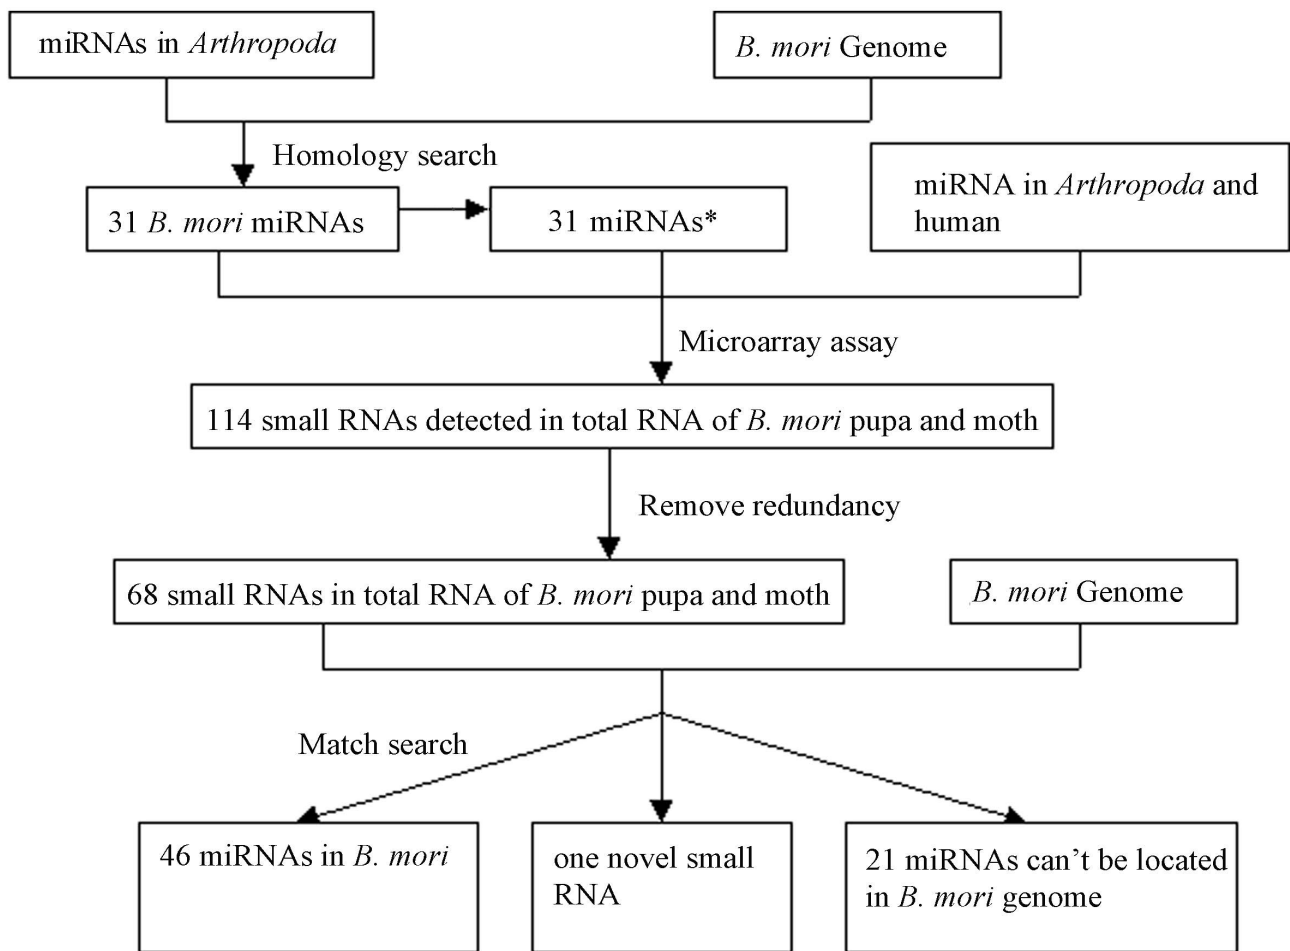 miRNAs in Arthropoda
B. mori Genome
Homology search
miRNA in Arthropoda and
human
31 B. mori miRNAs
31 miRNAs*
Microarray assay
114 small RNAs detected in total RNA of B. mori pupa and moth
Remove redundancy
68 small RNAs in total RNA of B. mori pupa and moth
B. mori Genome
Match search
46 miRNAs in B. mori
one novel small
RNA
21 miRNAs can't be located
in B. mori genome